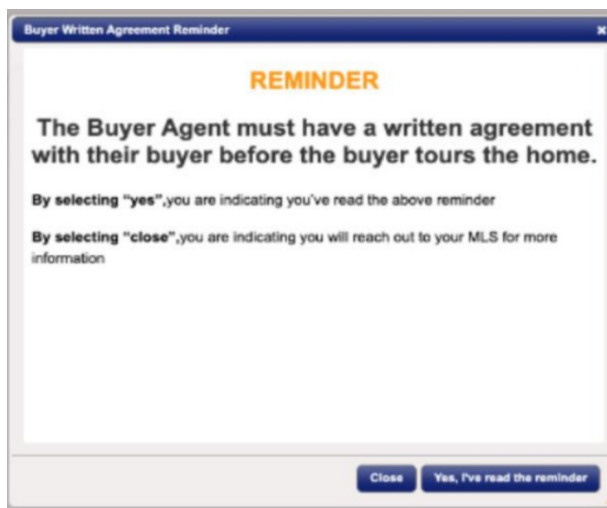 Buyer Written Agreement Reminder
x
REMINDER
The Buyer Agent must have a written agreement
with their buyer before the buyer tours the home.
By selecting "yes",you are indicating you've read the above reminder
By selecting "close",you are indicating you will reach out to your MLS for more
information
Close
Yes, I've read the reminder